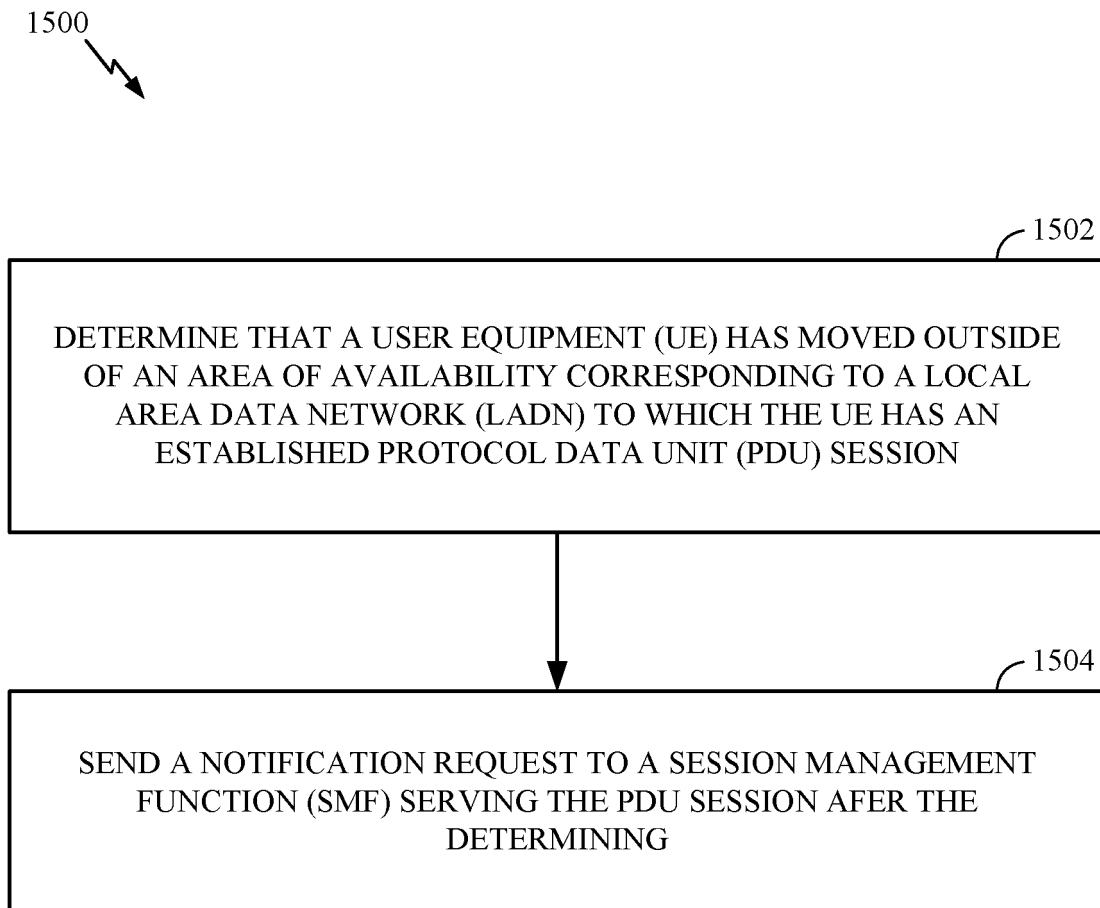 1500
1502
DETERMINE THAT A USER EQUIPMENT (UE) HAS MOVED OUTSIDE
OF AN AREA OF AVAILABILITY CORRESPONDING TO A LOCAL
AREA DATA NETWORK (LADN) TO WHICH THE UE HAS AN
ESTABLISHED PROTOCOL DATA UNIT (PDU) SESSION
1504
SEND A NOTIFICATION REQUEST TO A SESSION MANAGEMENT
FUNCTION (SMF) SERVING THE PDU SESSION AFER THE
DETERMINING